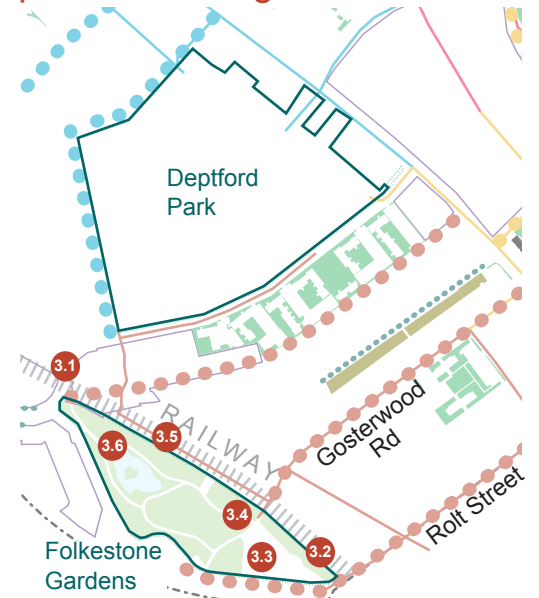 Deptford
Park
3.1
RAILWAY
3.5
3.6
Gosterwood
Rd
3.4
Rolt Street
3.3
3.2
Folkestone
Gardens